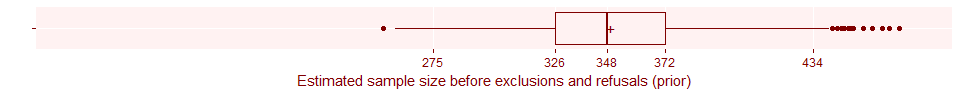 275 326 348 372 434
Estimated sample size before exclusions and refusals (prior)